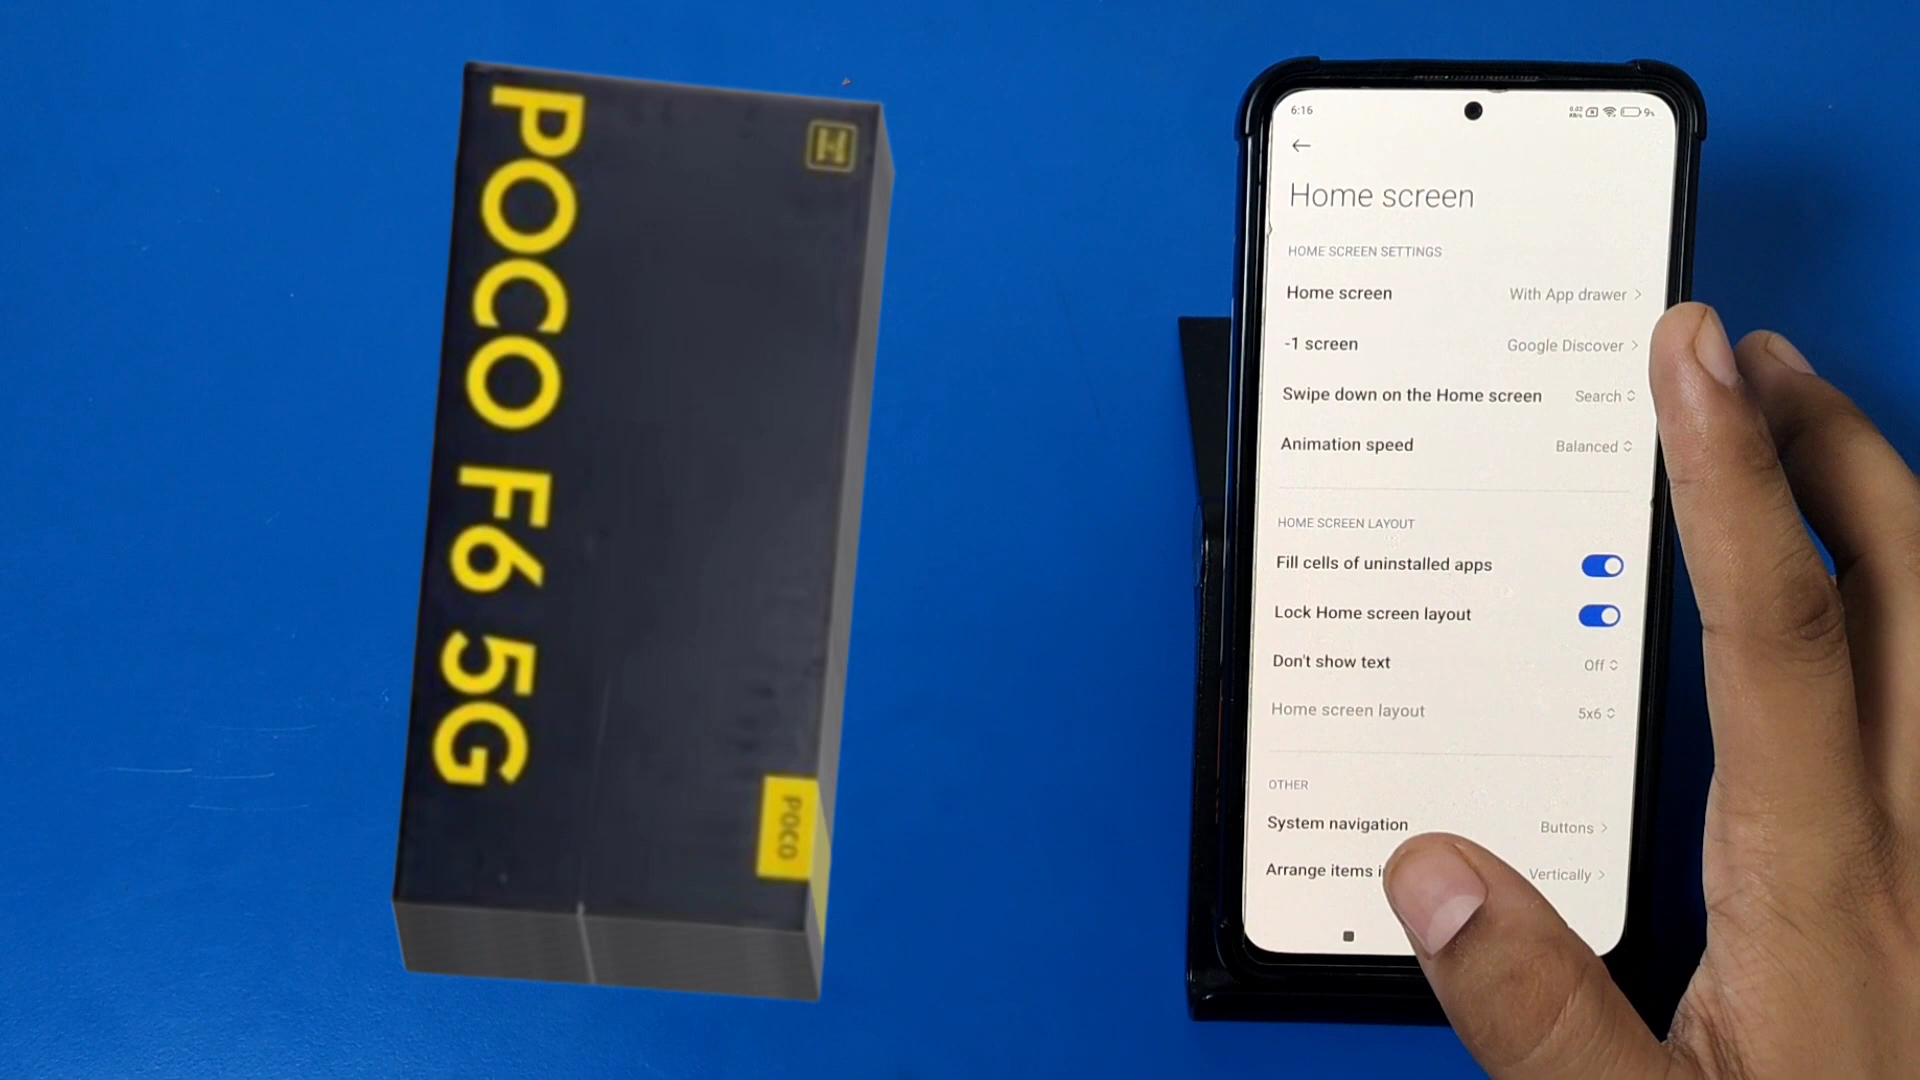 POCO F6 5G
POCO
6:16
9%
Home screen
HOME SCREEN SETTINGS
Home screen With App drawer
-1 screen Google Discover
Swipe down on the Home screen Search
Animation speed Balanced
HOME SCREEN LAYOUT
Fill cells of uninstalled apps
Lock Home screen layout
Don't show text Off
Home screen layout 5x6
OTHER
System navigation Buttons
Arrange items Vertically